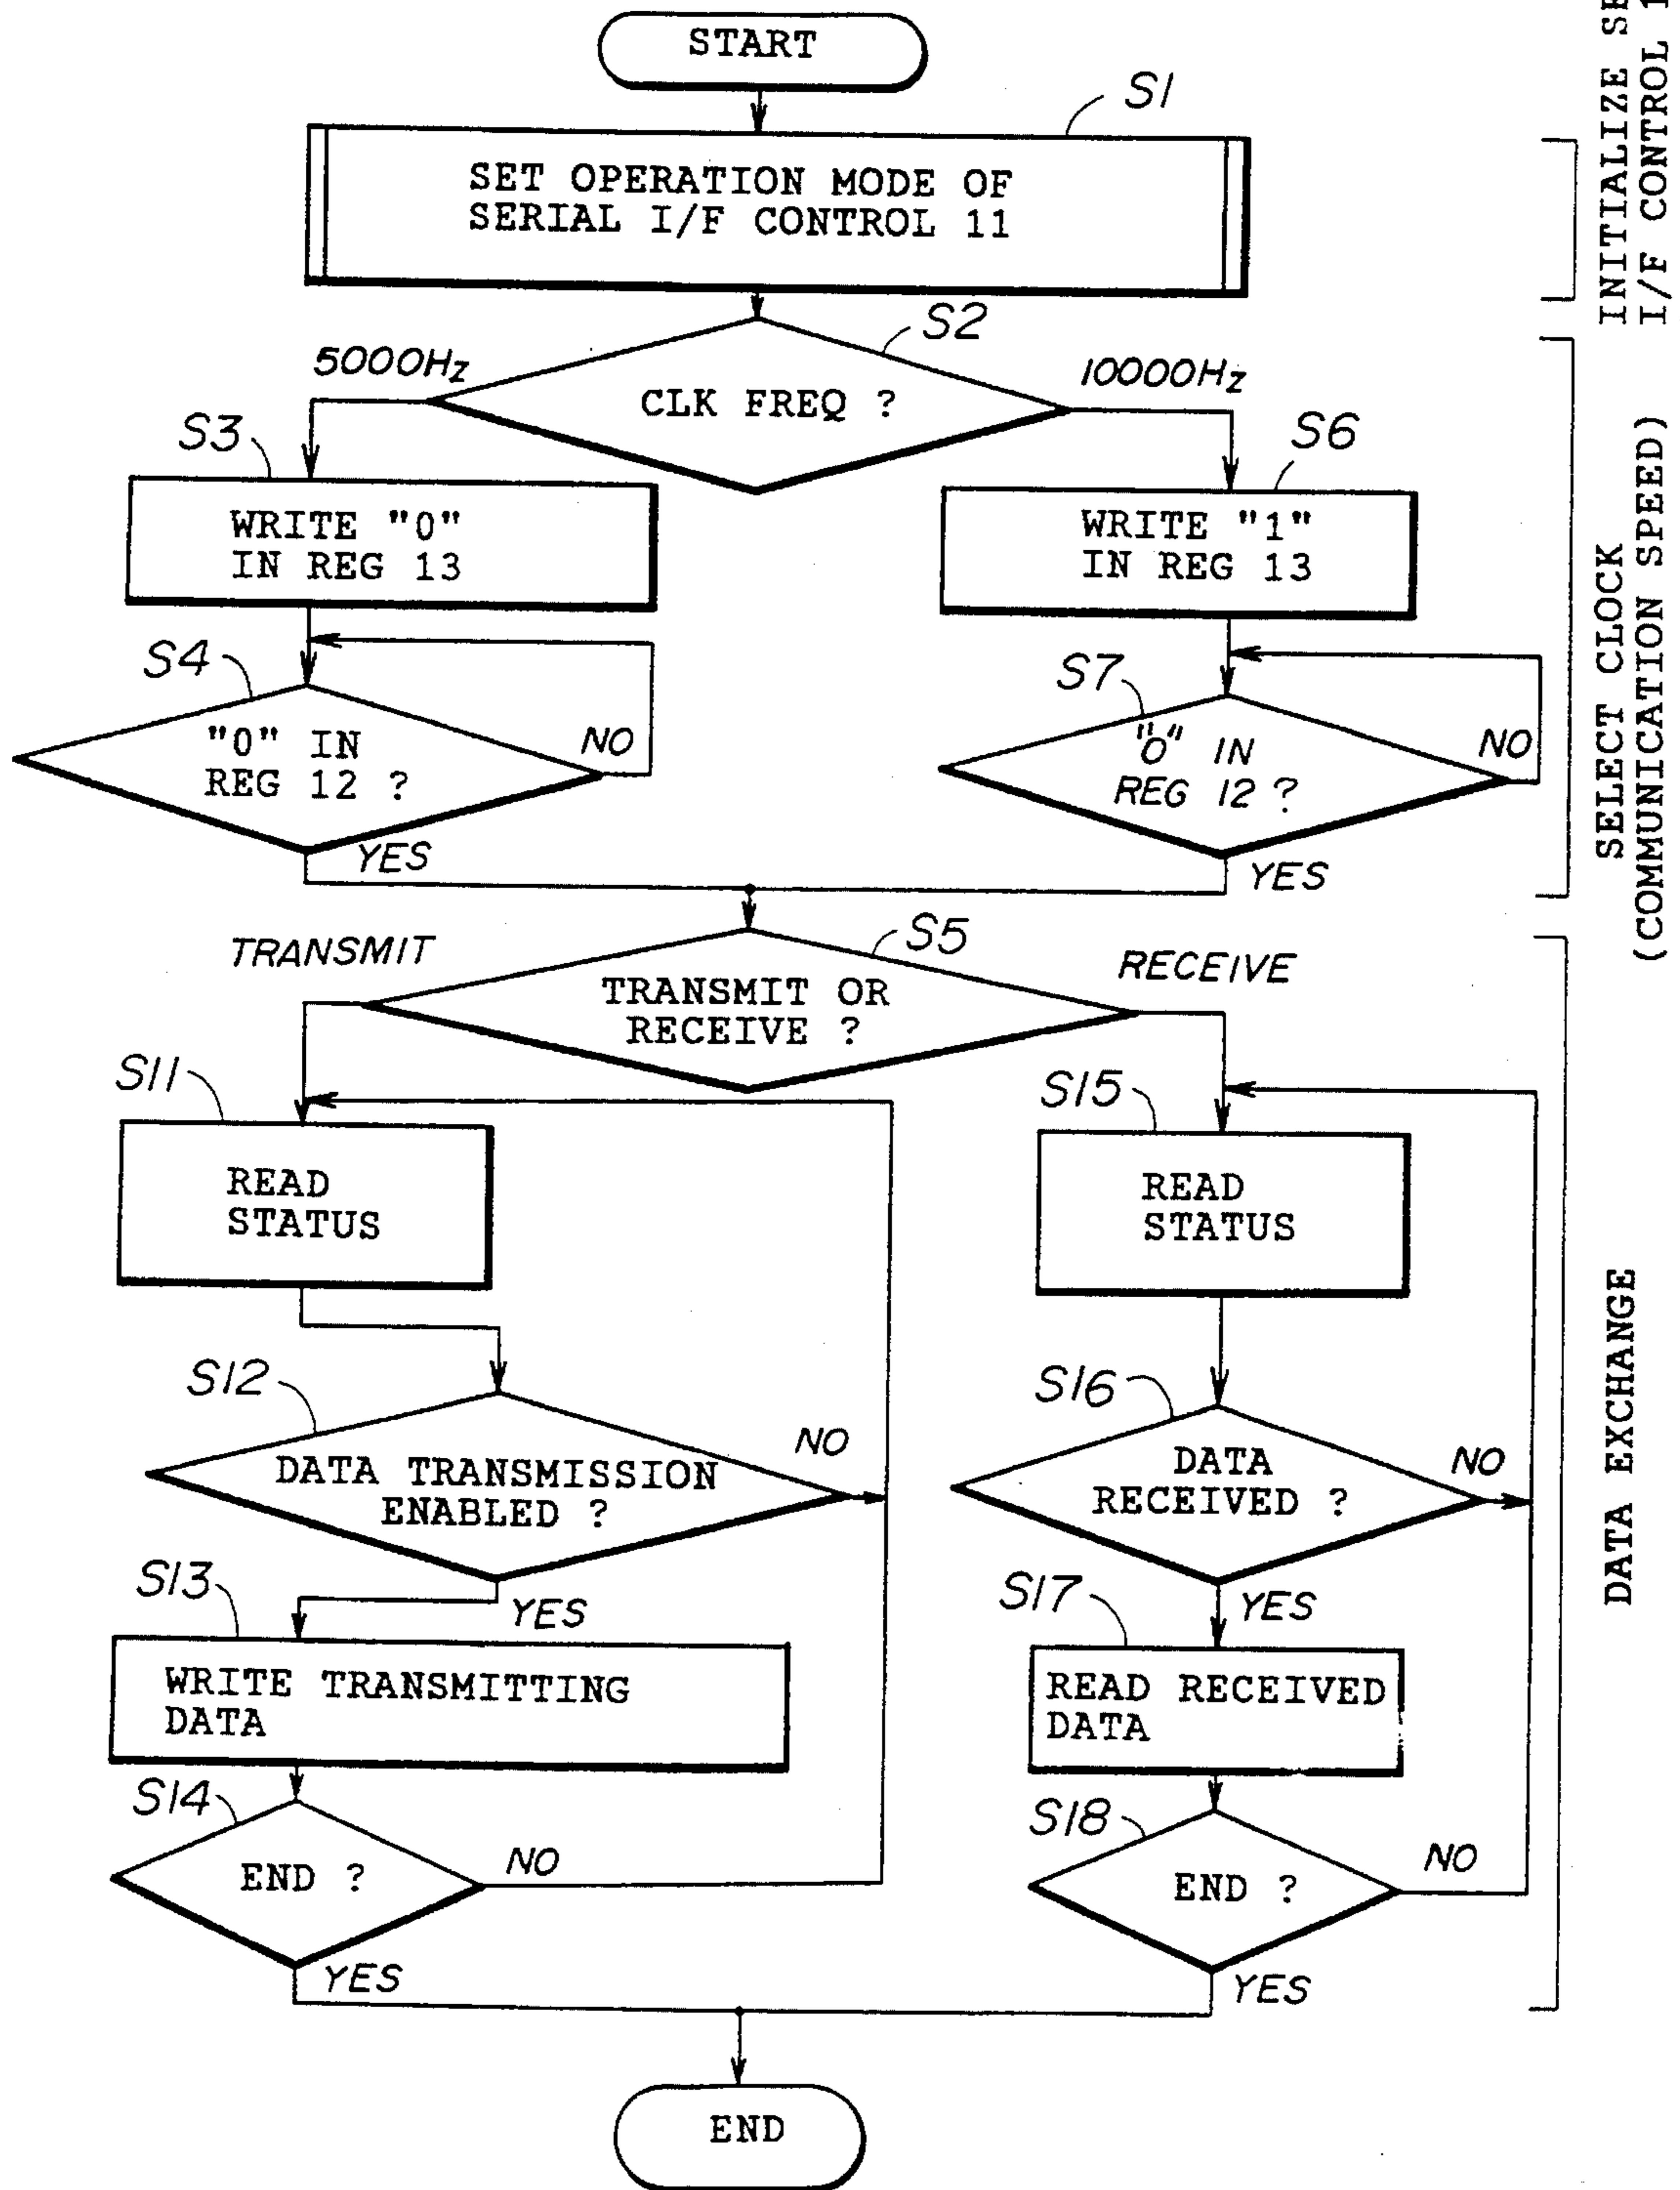 START
S1
SET OPERATION MODE OF
SERIAL I/F CONTROL 11
S2
5000Hz
CLK FREQ ?
10000Hz
S3
WRITE "0"
IN REG 13
S6
WRITE "1"
IN REG 13
S4
"0" IN
REG 12 ?
NO
YES
S7
"0" IN
REG 12 ?
NO
YES
S5
TRANSMIT
TRANSMIT OR
RECEIVE ?
RECEIVE
S11
READ
STATUS
S15
READ
STATUS
S12
DATA TRANSMISSION
ENABLED ?
NO
YES
S16
DATA
RECEIVED ?
NO
YES
S13
WRITE TRANSMITTING
DATA
S17
READ RECEIVED
DATA
S14
END ?
NO
YES
S18
END ?
NO
YES
END
INITIALIZE
I/F CONTROL
SELECT CLOCK
(COMMUNICATION SPEED)
DATA EXCHANGE